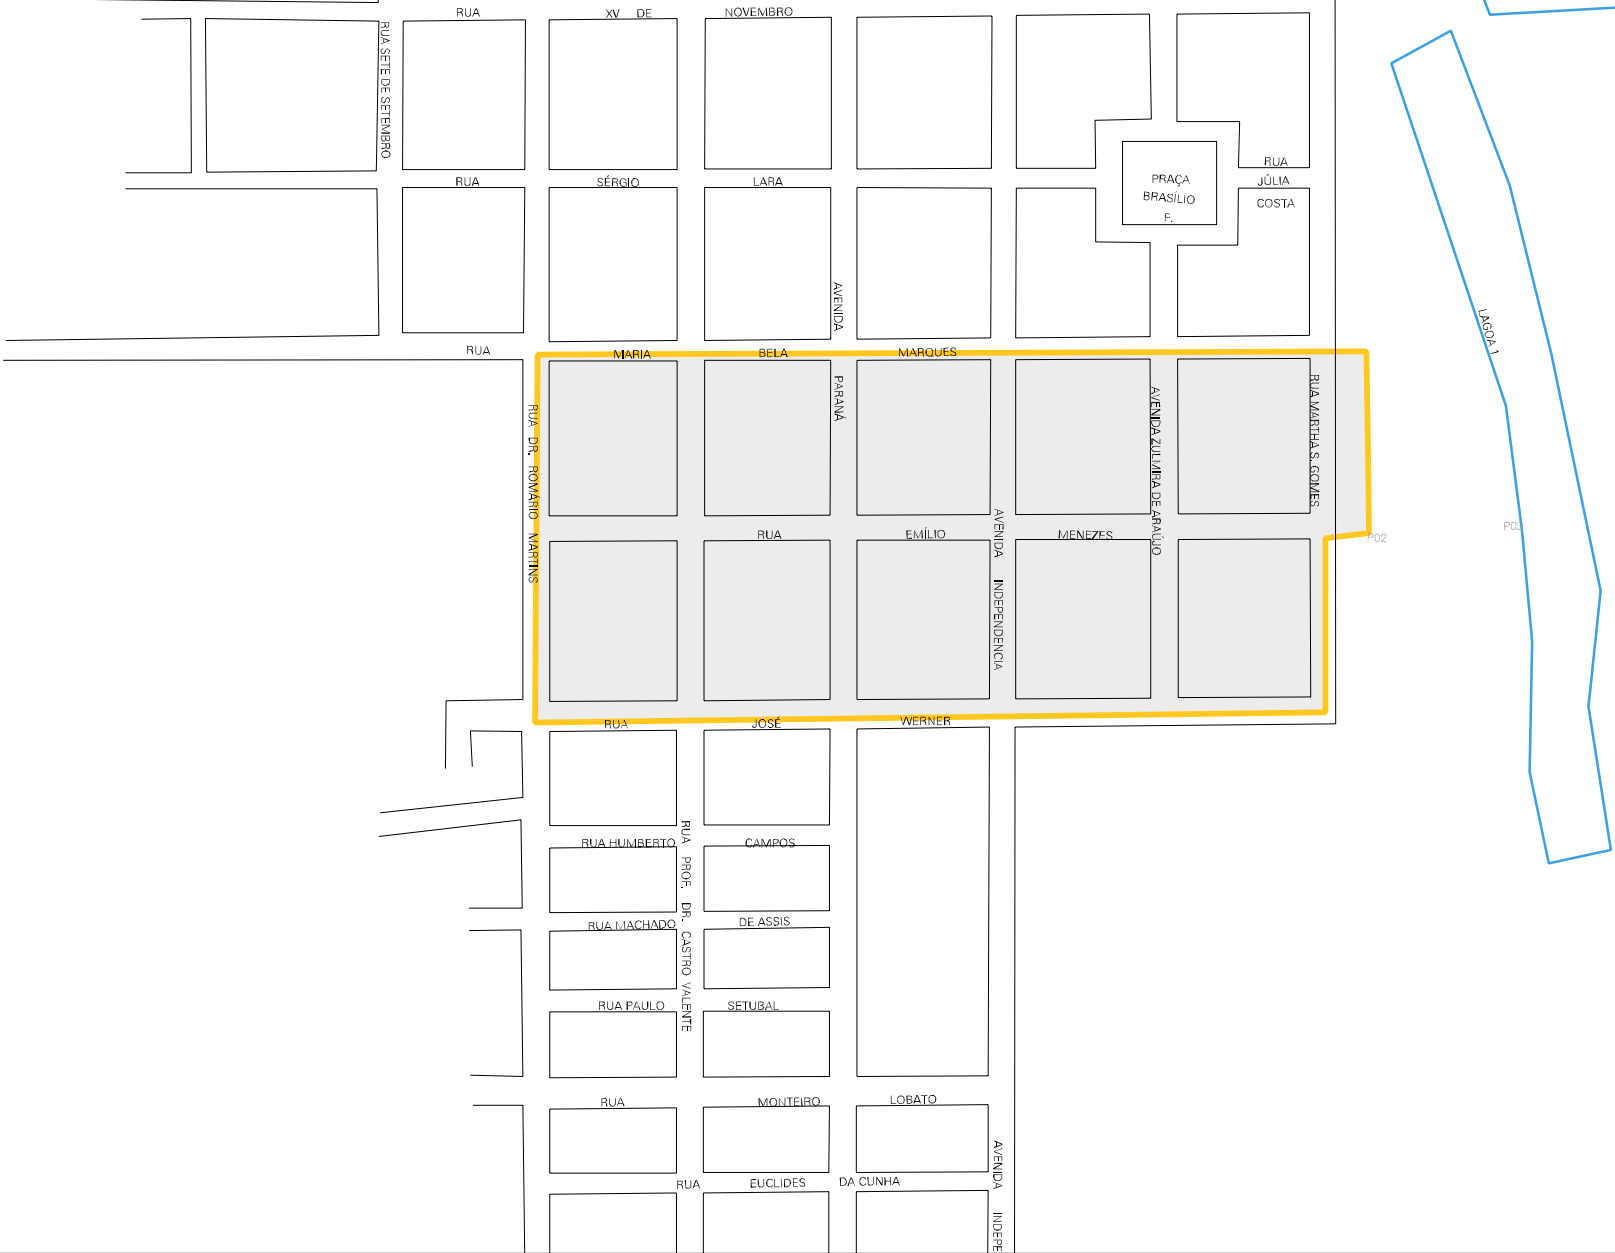 RUA XV DE NOVEMBRO
RUA SETE DE SETEMBRO
RUA SÉRGIO LARA
PRAÇA
BRASÍLIO
F.
RUA
JÚLIA
COSTA
AVENIDA PARANÁ
LAGOA 1
RUA MARIA BELA MARQUES
RUA DR. ROMÁRIO MARTINS
AVENIDA ZULMIRA DE ARAÚJO
RUA MARTHA S. GOMES
RUA EMÍLIO MENEZES
AVENIDA INDEPENDENCIA
P02
P03
RUA JOSÉ WERNER
RUA HUMBERTO CAMPOS
RUA PROF. DR. CASTRO VALENTE
RUA MACHADO DE ASSIS
RUA PAULO SETUBAL
RUA MONTEIRO LOBATO
AVENIDA INDEPE
RUA EUCLIDES DA CUNHA